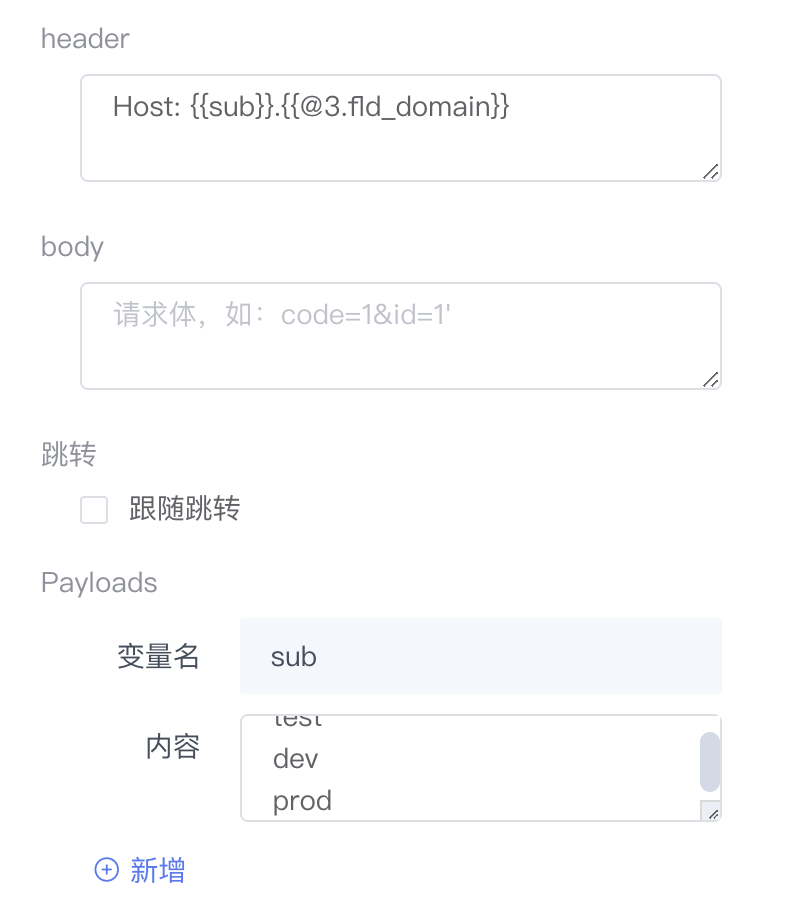 header
Host: {{sub}}.{{@3.fld_domain}}
body
请求体，如：code=1&id=1'
跳转
跟随跳转
Payloads
变量名
sub
内容
test
dev
prod
新增